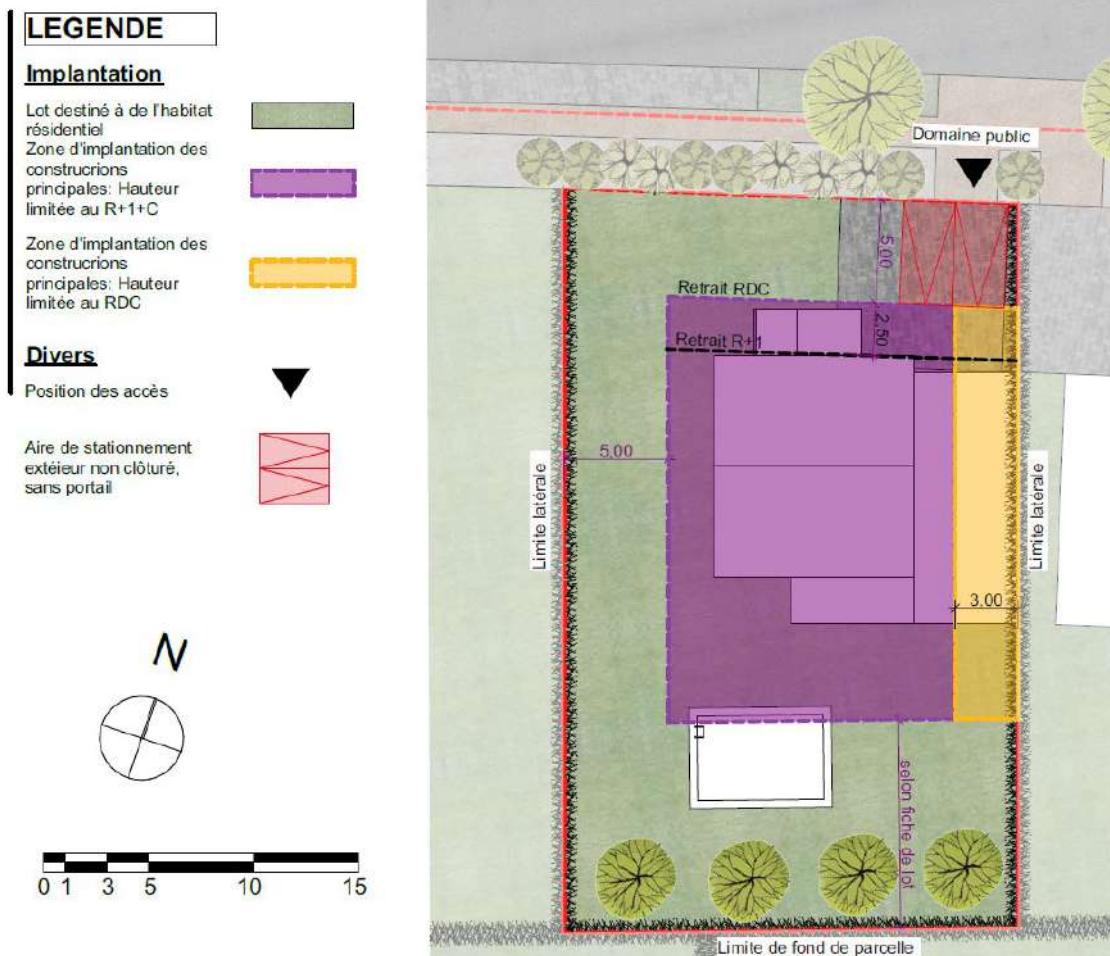 LEGENDE
Implantation
Lot destiné à de l'habitat
résidentiel
Zone d'implantation des
construcrions
principales: Hauteur
limitée au R+1+C
Zone d'implantation des
construcrions
principales: Hauteur
limitée au RDC
Divers
Position des accès
Aire de stationnement
extérieur non clôturé,
sans portail
N
0 1 3 5 10 15
Domaine public
5,00
Retrait RDC
2,50
Retrait R+1
5,00
Limite latérale
Limite latérale
3,00
selon fiche de lot
Limite de fond de parcelle